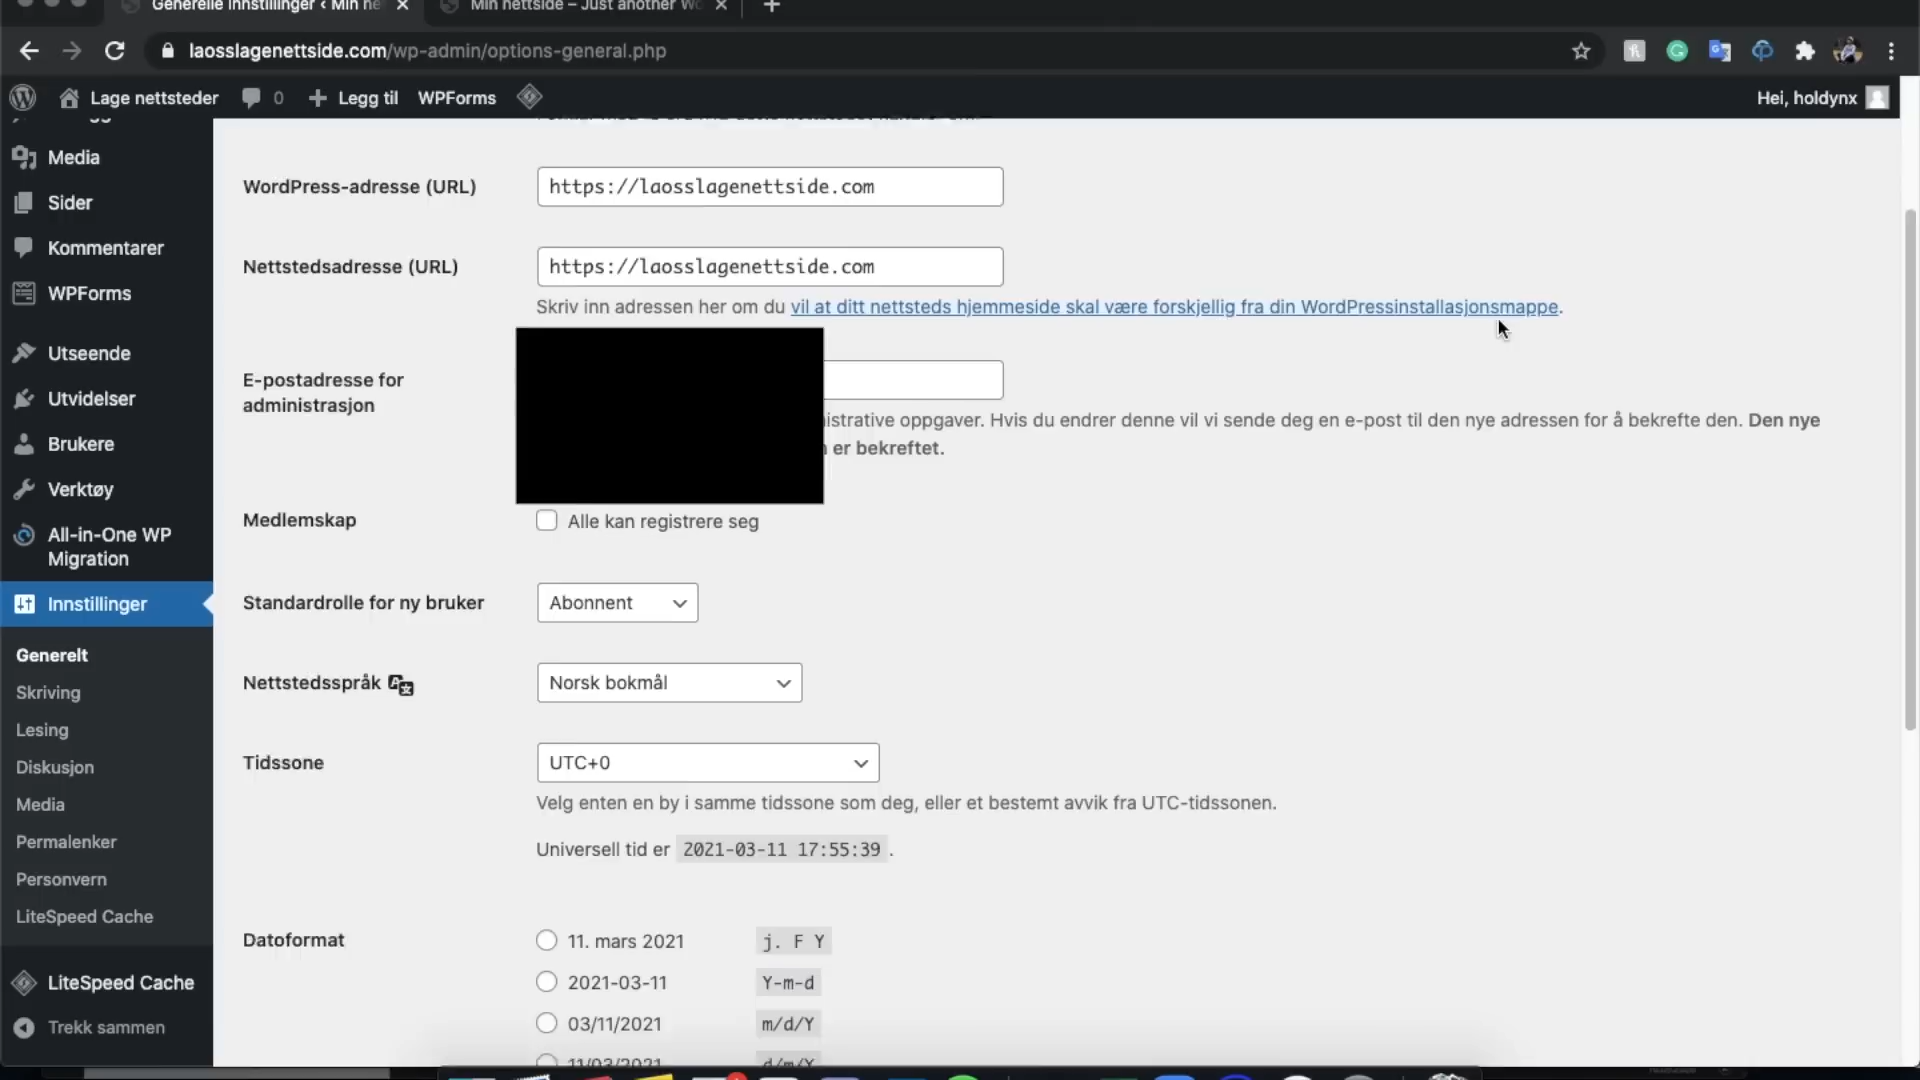 Generelle innstillinger ‹ Min ne
Min nettside – Just another Wo
laosslagenettside.com/wp-admin/options-general.php
Lage nettsteder
0
Legg til
WPForms
Hei, holdynx
Media
Sider
Kommentarer
WPForms
Utseende
Utvidelser
Brukere
Verktøy
All-in-One WP
Migration
Innstillinger
Generelt
Skriving
Lesing
Diskusjon
Media
Permalenker
Personvern
LiteSpeed Cache
LiteSpeed Cache
Trekk sammen
WordPress-adresse (URL)
https://laosslagenettside.com
Nettstedsadresse (URL)
https://laosslagenettside.com
Skriv inn adressen her om du vil at ditt nettsteds hjemmeside skal være forskjellig fra din WordPressinstallasjonsmappe.
E-postadresse for
administrasjon
nistrative oppgaver. Hvis du endrer denne vil vi sende deg en e-post til den nye adressen for å bekrefte den. Den nye
er bekreftet.
Medlemskap
Alle kan registrere seg
Standardrolle for ny bruker
Abonnent
Nettstedsspråk
Norsk bokmål
Tidssone
UTC+0
Velg enten en by i samme tidssone som deg, eller et bestemt avvik fra UTC-tidssonen.
Universell tid er 2021-03-11 17:55:39 .
Datoformat
11. mars 2021 j. F Y
2021-03-11 Y-m-d
03/11/2021 m/d/Y
11/03/2021 d/m/Y